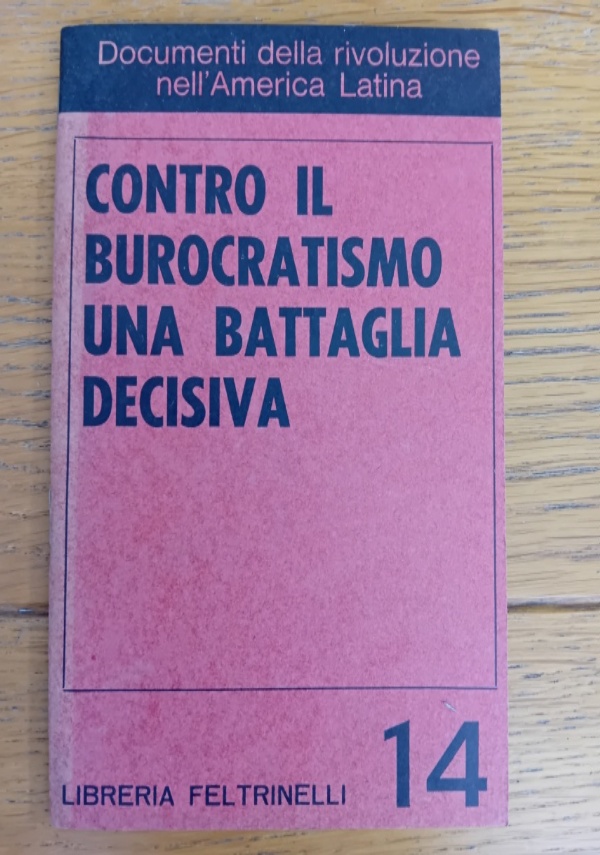 Documenti della rivoluzione
nell'America Latina
CONTRO IL
BUROCRATISMO
UNA BATTAGLIA
DECISIVA
LIBRERIA FELTRINELLI
14